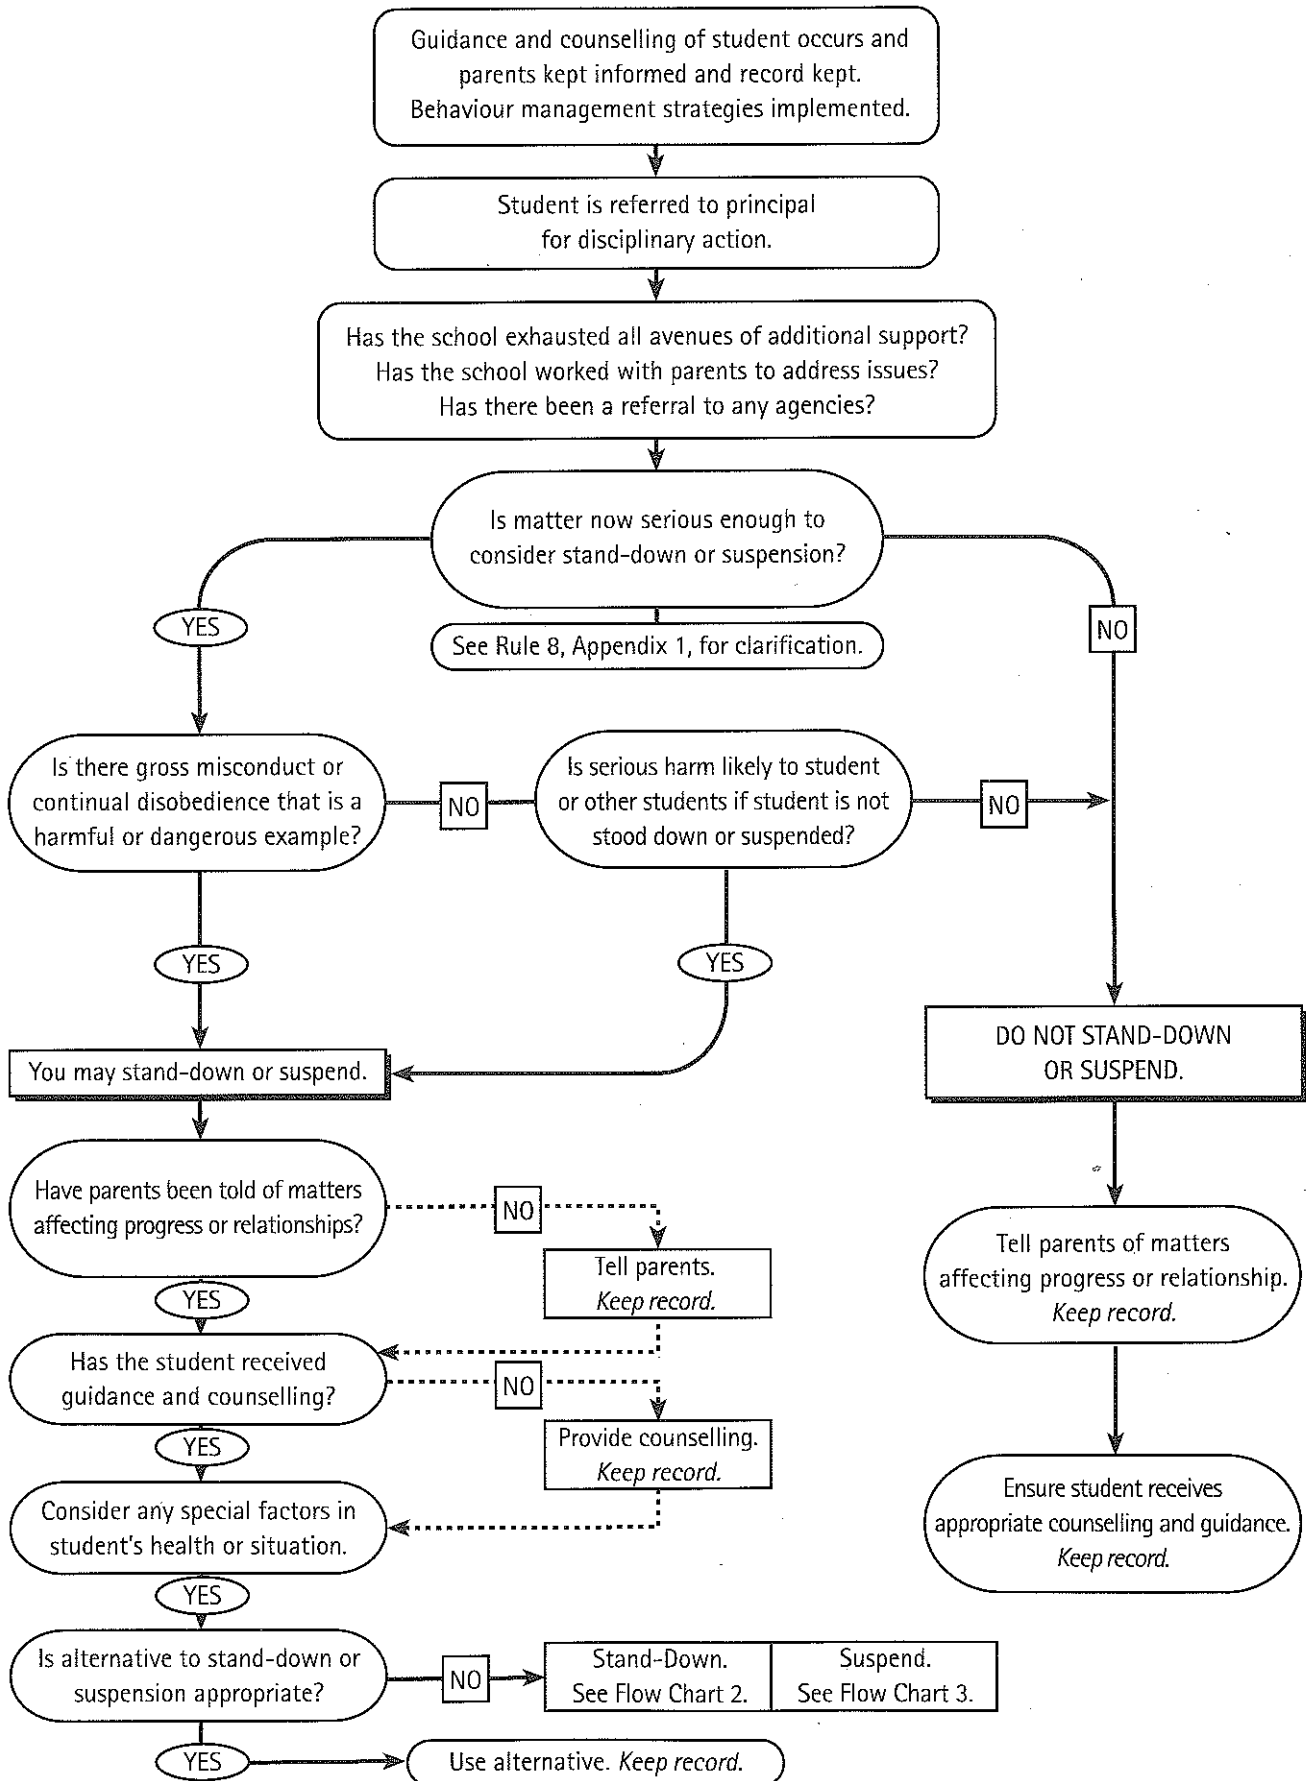 Guidance and counselling of student occurs and
parents kept informed and record kept.
Behaviour management strategies implemented.
Student is referred to principal
for disciplinary action.
Has the school exhausted all avenues of additional support?
Has the school worked with parents to address issues?
Has there been a referral to any agencies?
Is matter now serious enough to
consider stand-down or suspension?
YES
NO
See Rule 8, Appendix 1, for clarification.
Is there gross misconduct or
continual disobedience that is a
harmful or dangerous example?
NO
Is serious harm likely to student
or other students if student is not
stood down or suspended?
NO
YES
YES
You may stand-down or suspend.
DO NOT STAND-DOWN
OR SUSPEND.
Have parents been told of matters
affecting progress or relationships?
NO
Tell parents.
Keep record.
Tell parents of matters
affecting progress or relationship.
Keep record.
YES
Has the student received
guidance and counselling?
NO
Provide counselling.
Keep record.
YES
Consider any special factors in
student's health or situation.
Ensure student receives
appropriate counselling and guidance.
Keep record.
YES
Is alternative to stand-down or
suspension appropriate?
NO
Stand-Down.
See Flow Chart 2.
Suspend.
See Flow Chart 3.
YES
Use alternative. Keep record.